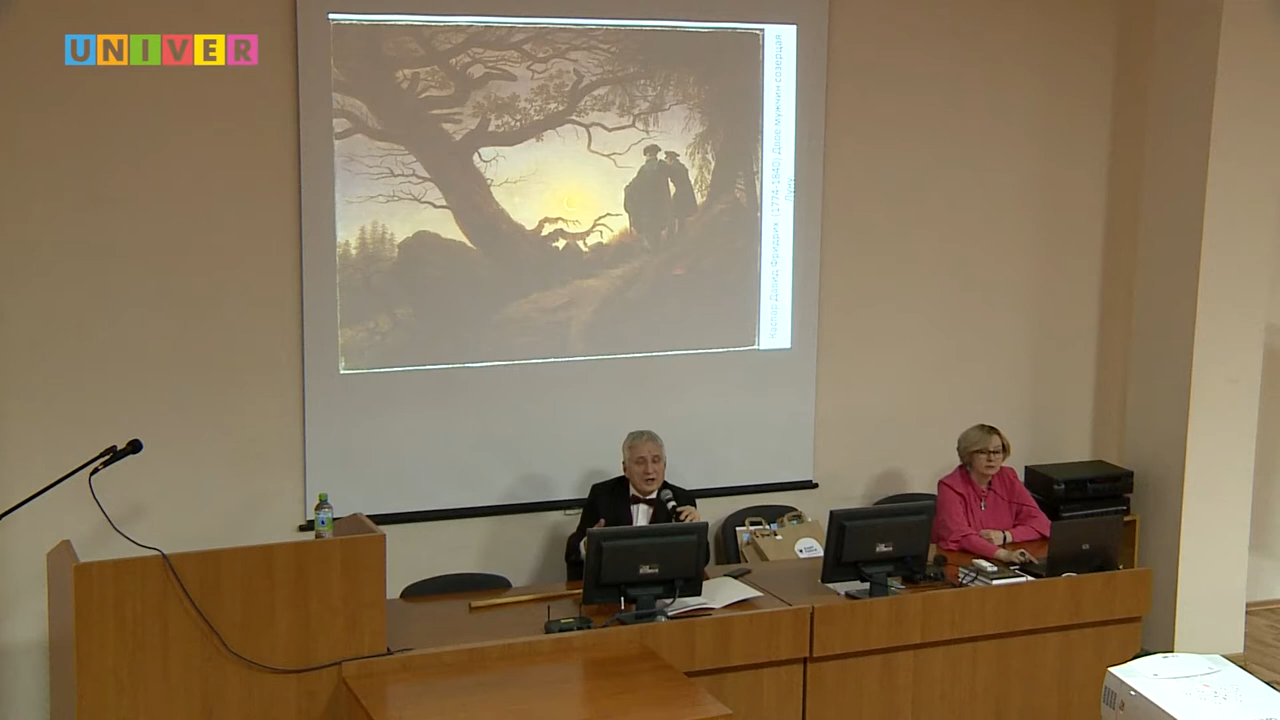 UNIVER
Каспар Давид Фридрих (1774-1840) Двое мужчин созерцая
Луну